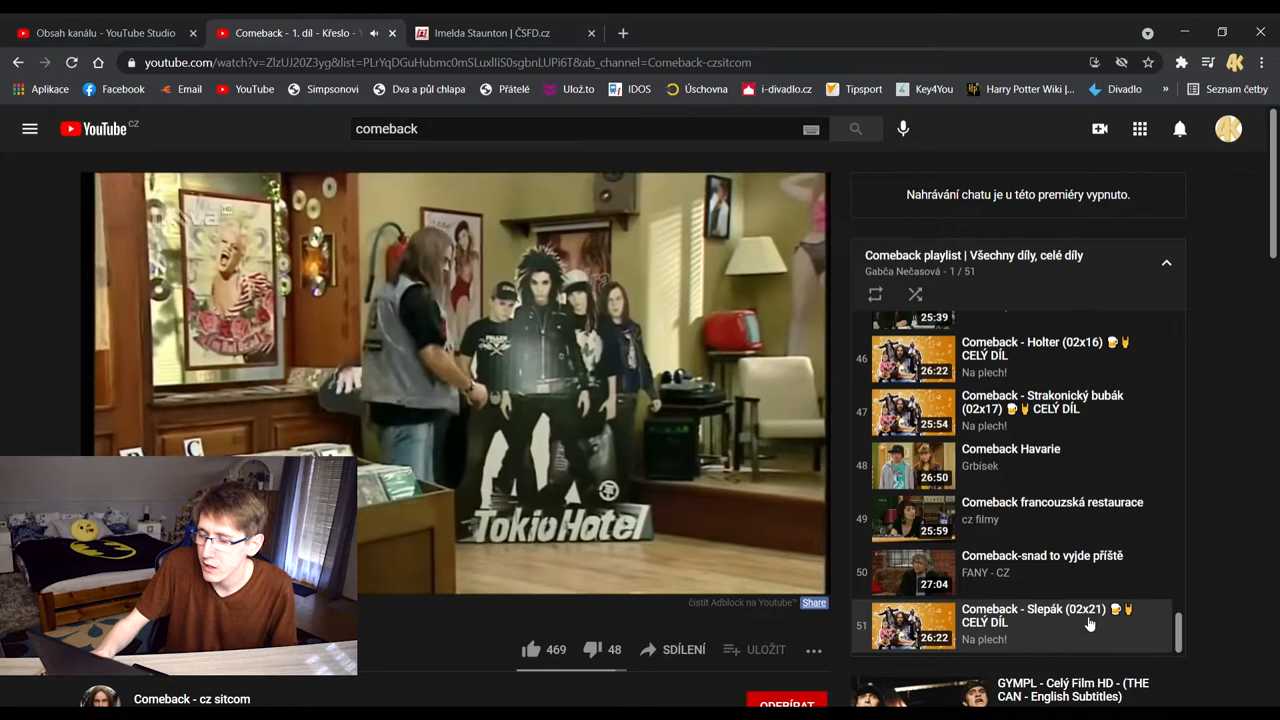 Obsah kanálu - YouTube Studio
Comeback - 1. díl - Křeslo -
Imelda Staunton | ČSFD.cz
youtube.com/watch?v=ZlzUJ20Z3yg&list=PLrYqDGuHubmc0mSLuxlliS0sgbnLUPi6T&ab_channel=Comeback-czsitcom
Aplikace Facebook Email YouTube Simpsonovi Dva a půl chlapa Přátelé Ulož.to IDOS Úschovna i-divadlo.cz Tipsport Key4You Harry Potter Wiki |... Divadlo » Seznam četby
YouTube CZ
comeback
4K
nova HD
Tokio Hotel
čistit Adblock na Youtube™ Share
469 48 SDÍLENÍ ULOŽIT
Comeback - cz sitcom
ODEBÍRAT
Nahrávání chatu je u této premiéry vypnuto.
Comeback playlist | Všechny díly, celé díly
Gabča Nečasová - 1 / 51
25:39
46 26:22 Comeback - Holter (02x16) 🍺🤘
CELÝ DÍL
Na plech!
47 25:54 Comeback - Strakonický bubák
(02x17) 🍺🤘 CELÝ DÍL
Na plech!
48 26:50 Comeback Havarie
Grbísek
49 25:59 Comeback francouzská restaurace
cz filmy
50 27:04 Comeback-snad to vyjde příště
FANY - CZ
51 26:22 Comeback - Slepák (02x21) 🍺🤘
CELÝ DÍL
Na plech!
GYMPL - Celý Film HD - (THE
CAN - English Subtitles)